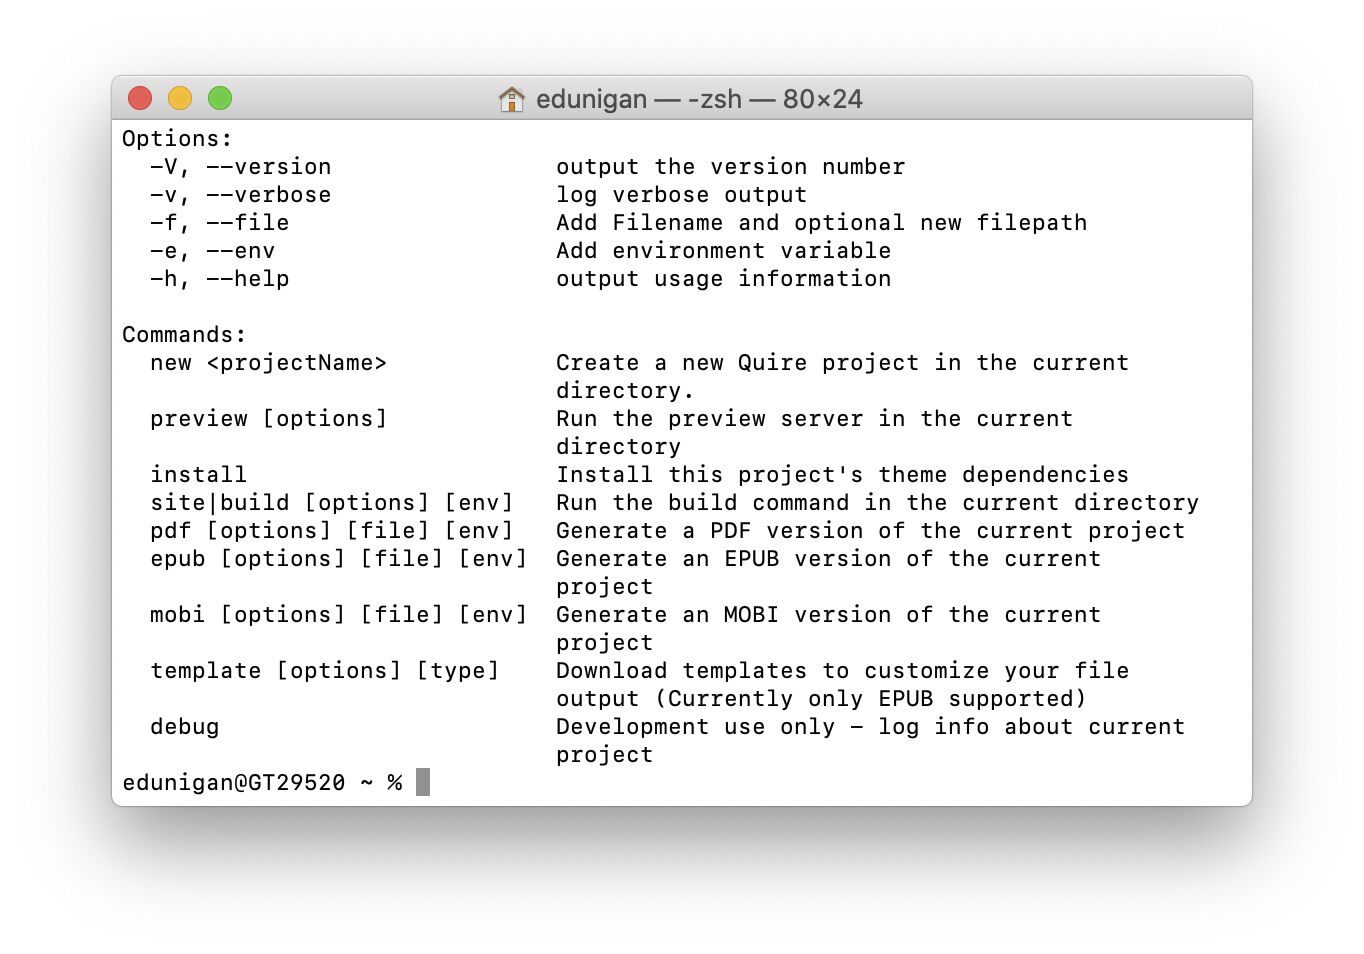 edunigan — -zsh — 80×24
Options:
  -V, --version                output the version number
  -v, --verbose                log verbose output
  -f, --file                   Add Filename and optional new filepath
  -e, --env                    Add environment variable
  -h, --help                   output usage information

Commands:
  new <projectName>            Create a new Quire project in the current
                               directory.
  preview [options]            Run the preview server in the current
                               directory
  install                      Install this project's theme dependencies
  site|build [options] [env]   Run the build command in the current directory
  pdf [options] [file] [env]   Generate a PDF version of the current project
  epub [options] [file] [env]  Generate an EPUB version of the current
                               project
  mobi [options] [file] [env]  Generate an MOBI version of the current
                               project
  template [options] [type]    Download templates to customize your file
                               output (Currently only EPUB supported)
  debug                        Development use only - log info about current
                               project
edunigan@GT29520 ~ %